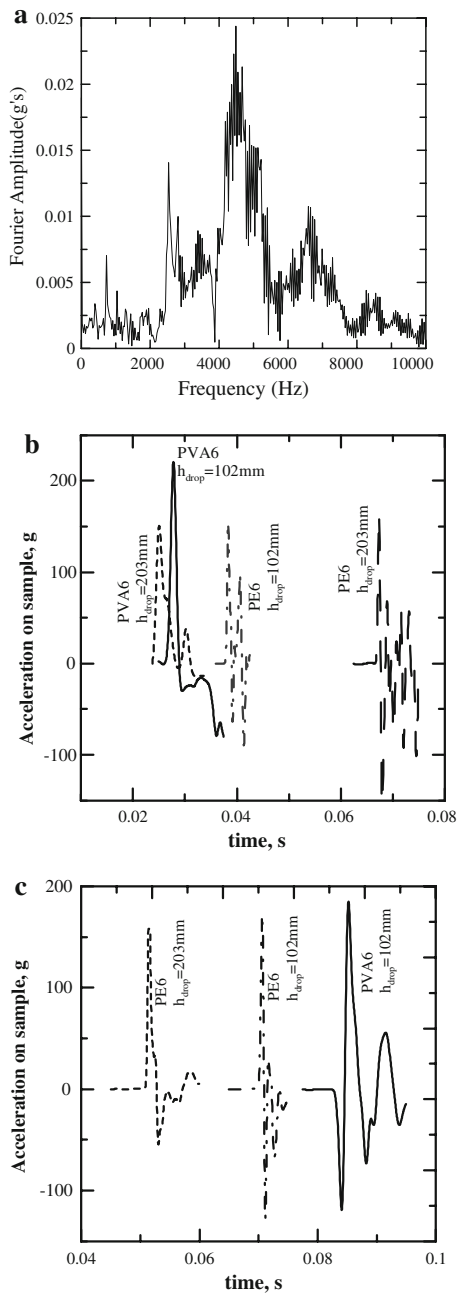 a
0.025
0.02
0.015
0.01
0.005
0
Fourier Amplitude(g's)
0 2000 4000 6000 8000 10000
Frequency (Hz)
b
200
100
0
-100
Acceleration on sample, g
PVA6
h_drop=203mm
PVA6
h_drop=102mm
PE6
h_drop=102mm
PE6
h_drop=203mm
0.02 0.04 0.06 0.08
time, s
c
200
100
0
-100
Acceleration on sample, g
PE6
h_drop=203mm
PE6
h_drop=102mm
PVA6
h_drop=102mm
0.04 0.06 0.08 0.1
time, s